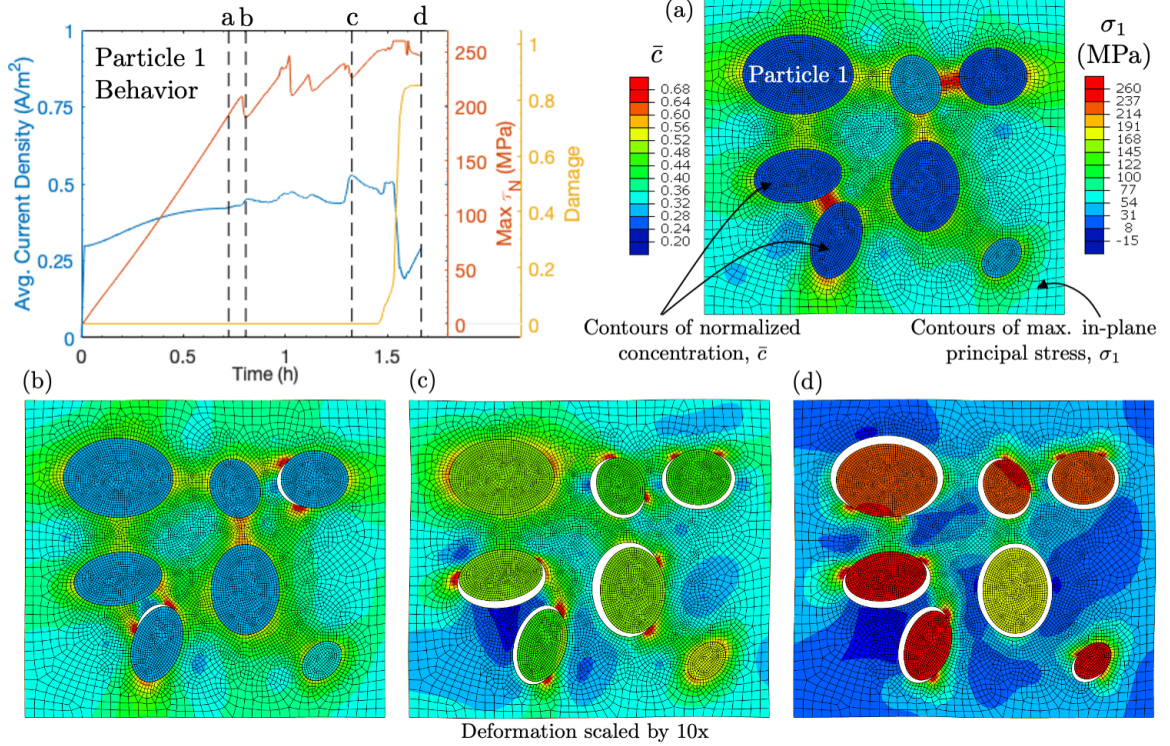 a b c d
1
0.75
0.5
0.25
0
Avg. Current Density (A/m²)
Particle 1
Behavior
250
200
150
100
50
0
Max τ_N (MPa)
1
0.8
0.6
0.4
0.2
0
Damage
0 0.5 1 1.5
Time (h)
(a)
c̄
0.68
0.64
0.60
0.56
0.52
0.48
0.44
0.40
0.36
0.32
0.28
0.24
0.20
Particle 1
σ₁
(MPa)
260
237
214
191
168
145
122
100
77
54
31
8
-15
Contours of normalized
concentration, c̄
Contours of max. in-plane
principal stress, σ₁
(b)
(c)
(d)
Deformation scaled by 10x